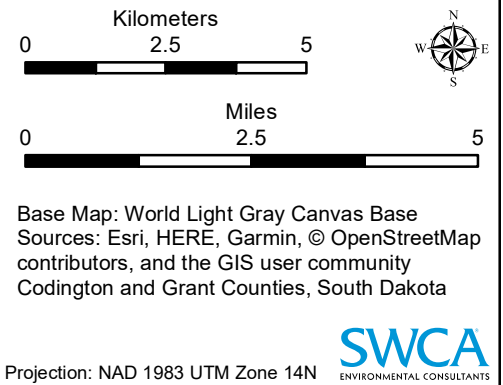 Kilometers
0 2.5 5
N
W E
S
Miles
0 2.5 5
Base Map: World Light Gray Canvas Base
Sources: Esri, HERE, Garmin, © OpenStreetMap
contributors, and the GIS user community
Codington and Grant Counties, South Dakota
SWCA
ENVIRONMENTAL CONSULTANTS
Projection: NAD 1983 UTM Zone 14N